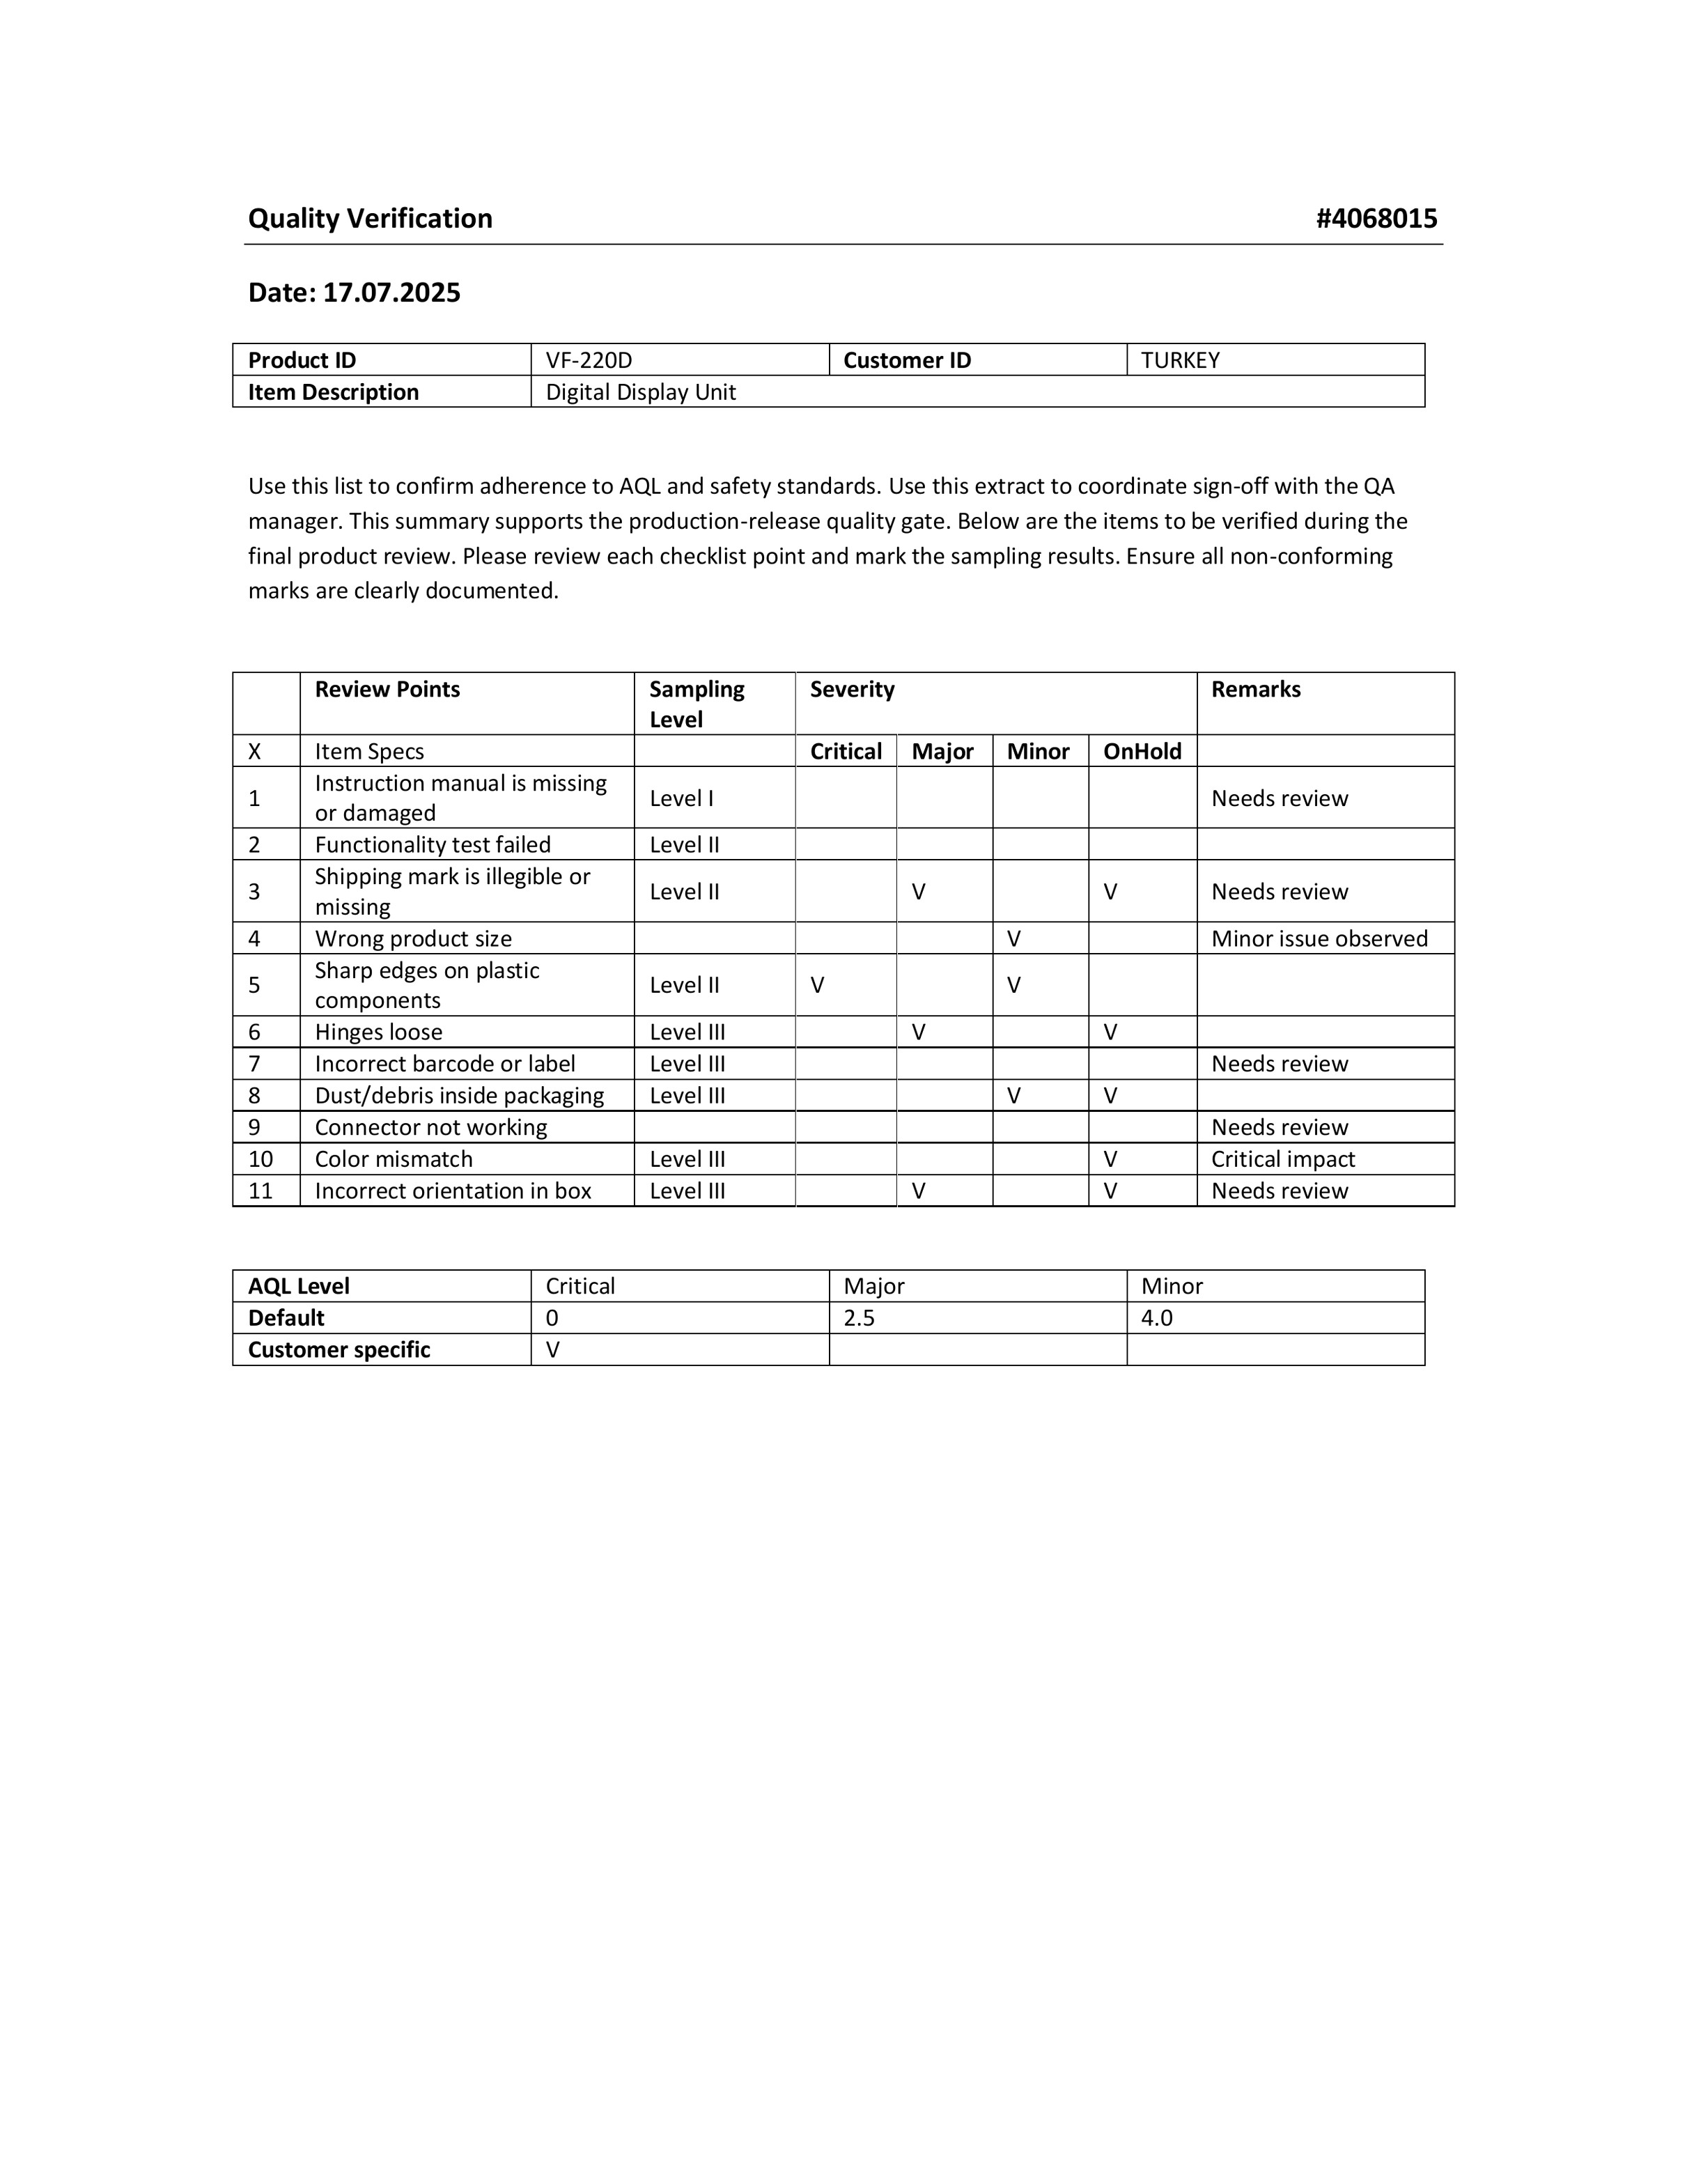 Quality Verification #4068015
Date: 17.07.2025
Product ID VF-220D Customer ID TURKEY
Item Description Digital Display Unit
Use this list to confirm adherence to AQL and safety standards. Use this extract to coordinate sign-off with the QA
manager. This summary supports the production-release quality gate. Below are the items to be verified during the
final product review. Please review each checklist point and mark the sampling results. Ensure all non-conforming
marks are clearly documented.
Review Points Sampling Level Severity Remarks
X Item Specs Critical Major Minor OnHold
1 Instruction manual is missing or damaged Level I Needs review
2 Functionality test failed Level II
3 Shipping mark is illegible or missing Level II V V Needs review
4 Wrong product size V Minor issue observed
5 Sharp edges on plastic components Level II V V
6 Hinges loose Level III V V
7 Incorrect barcode or label Level III Needs review
8 Dust/debris inside packaging Level III V V
9 Connector not working Needs review
10 Color mismatch Level III V Critical impact
11 Incorrect orientation in box Level III V V Needs review
AQL Level Critical Major Minor
Default 0 2.5 4.0
Customer specific V